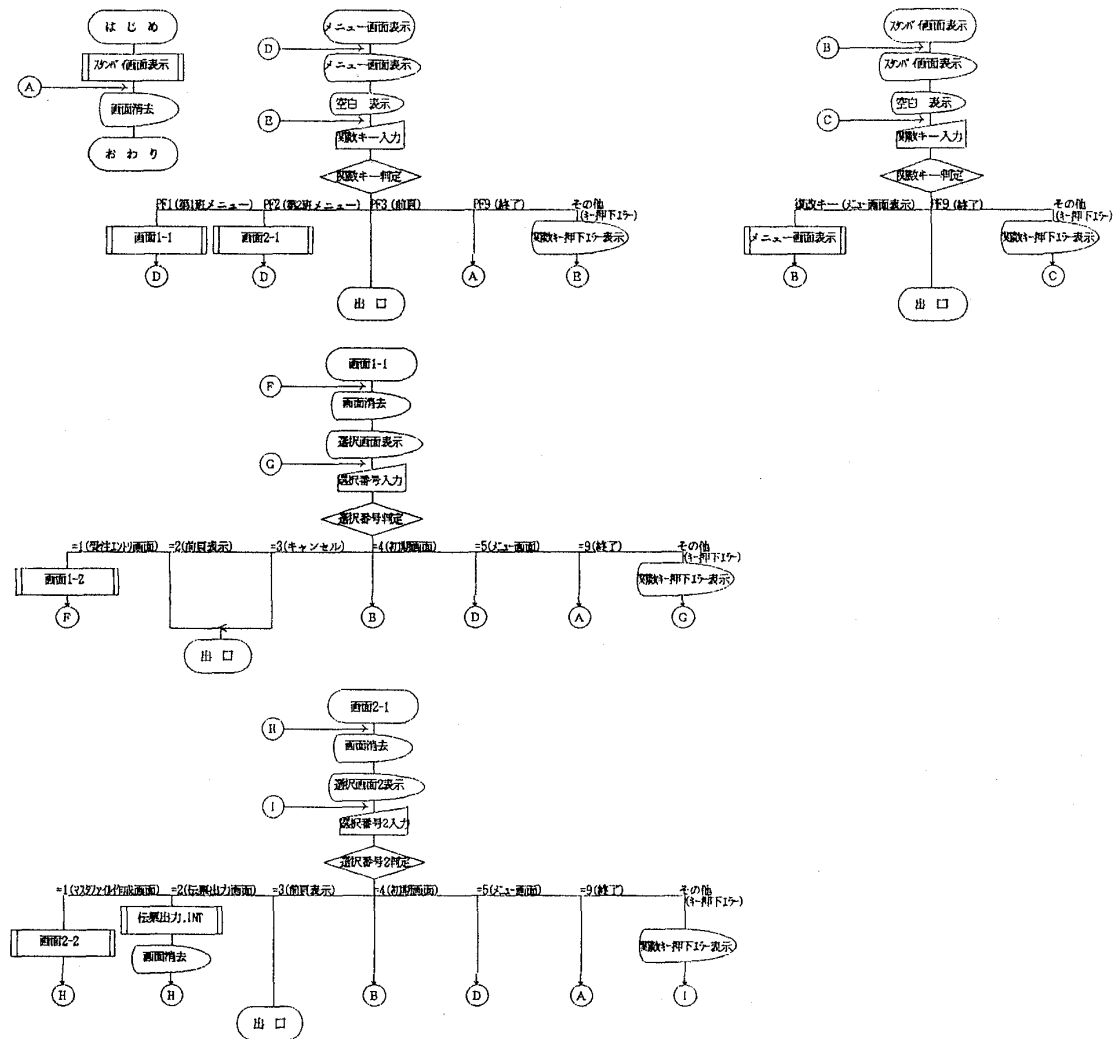 はじめ
スタンバイ画面表示
A
画面消去
おわり
メニュー画面表示
D
メニュー画面表示
空白 表示
E
関数キー入力
関数キー判定
PF1(第1班メニュー) PF2(第2班メニュー) PF3(前頁) PF9(終了) その他
(キー押下エラー)
画面1-1 画面2-1 関数キー押下エラー表示
D D A E
出口
スタンバイ画面表示
B
スタンバイ画面表示
空白 表示
C
関数キー入力
関数キー判定
復改キー(メニュー画面表示) PF9(終了) その他
(キー押下エラー)
メニュー画面表示 関数キー押下エラー表示
B C
出口
画面1-1
F
画面消去
選択画面表示
G
選択番号入力
選択番号判定
=1( エントリ画面) =2(前頁表示) =3(キャンセル) =4(初期画面) =5(メニュー画面) =9(終了) その他
(キー押下エラー)
画面1-2 関数キー押下エラー表示
F B D A G
出口
画面2-1
H
画面消去
選択画面2表示
I
選択番号2入力
選択番号2判定
=1(マスタファイル作成画面) =2(伝票出力画面) =3(前頁表示) =4(初期画面) =5(メニュー画面) =9(終了) その他
(キー押下エラー)
伝票出力.INT
画面2-2 画面消去 関数キー押下エラー表示
H H B D A I
出口